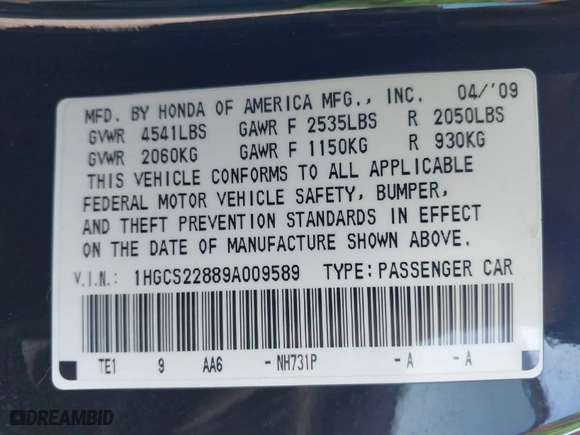 MFD. BY HONDA OF AMERICA MFG., INC. 04/'09
GVWR 4541LBS GAWR F 2535LBS R 2050LBS
GVWR 2060KG GAWR F 1150KG R 930KG
THIS VEHICLE CONFORMS TO ALL APPLICABLE
FEDERAL MOTOR VEHICLE SAFETY, BUMPER,
AND THEFT PREVENTION STANDARDS IN EFFECT
ON THE DATE OF MANUFACTURE SHOWN ABOVE.
V.I.N.: 1HGCS22889A009589 TYPE: PASSENGER CAR
TE1 9 AA6 -NH731P -A -A
DREAMBID